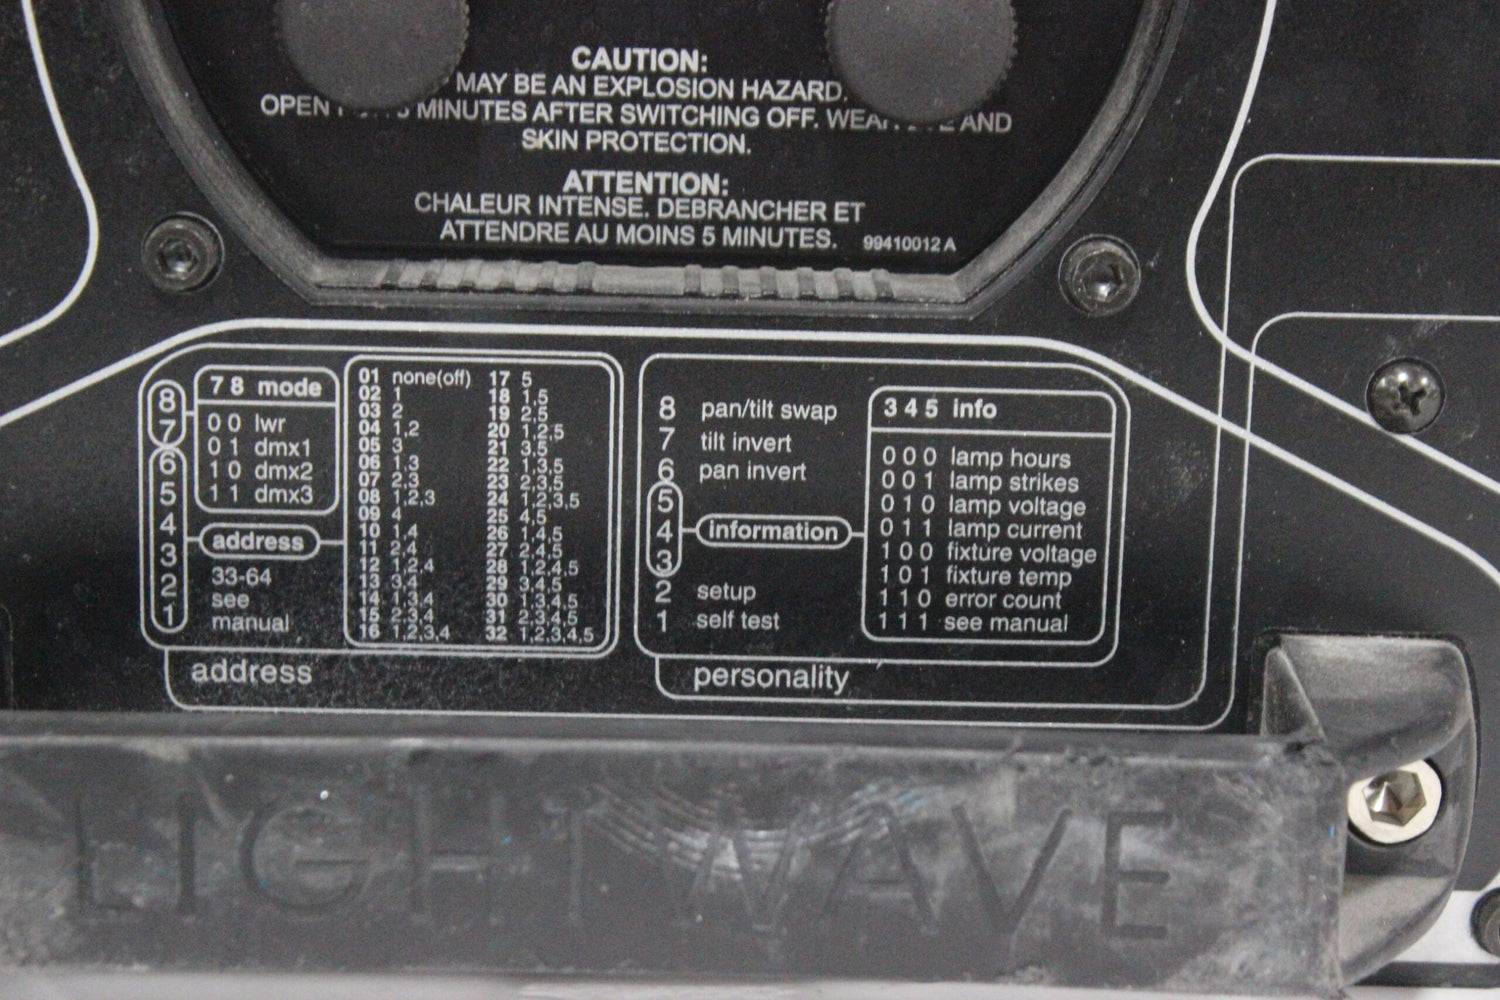 CAUTION:
MAY BE AN EXPLOSION HAZARD.
OPEN MINUTES AFTER SWITCHING OFF. WEAR AND
SKIN PROTECTION.
ATTENTION:
CHALEUR INTENSE. DEBRANCHER ET
ATTENDRE AU MOINS 5 MINUTES. 99410012 A
8
7
6
5
4
3
2
1
7 8 mode
0 0 lwr
0 1 dmx1
1 0 dmx2
1 1 dmx3
address
33-64
see
manual
01 none(off)
02 1
03 2
04 1,2
05 3
06 1,3
07 2,3
08 1,2,3
09 4
10 1,4
11 2,4
12 1,2,4
13 3,4
14 1,3,4
15 2,3,4
16 1,2,3,4
17 5
18 1,5
19 2,5
20 1,2,5
21 3,5
22 1,3,5
23 2,3,5
24 1,2,3,5
25 4,5
26 1,4,5
27 2,4,5
28 1,2,4,5
29 3,4,5
30 1,3,4,5
31 2,3,4,5
32 1,2,3,4,5
address
8 pan/tilt swap
7 tilt invert
6 pan invert
5
4 information
3
2 setup
1 self test
3 4 5 info
0 0 0 lamp hours
0 0 1 lamp strikes
0 1 0 lamp voltage
0 1 1 lamp current
1 0 0 fixture voltage
1 0 1 fixture temp
1 1 0 error count
1 1 1 see manual
personality
LIGHTWAVE